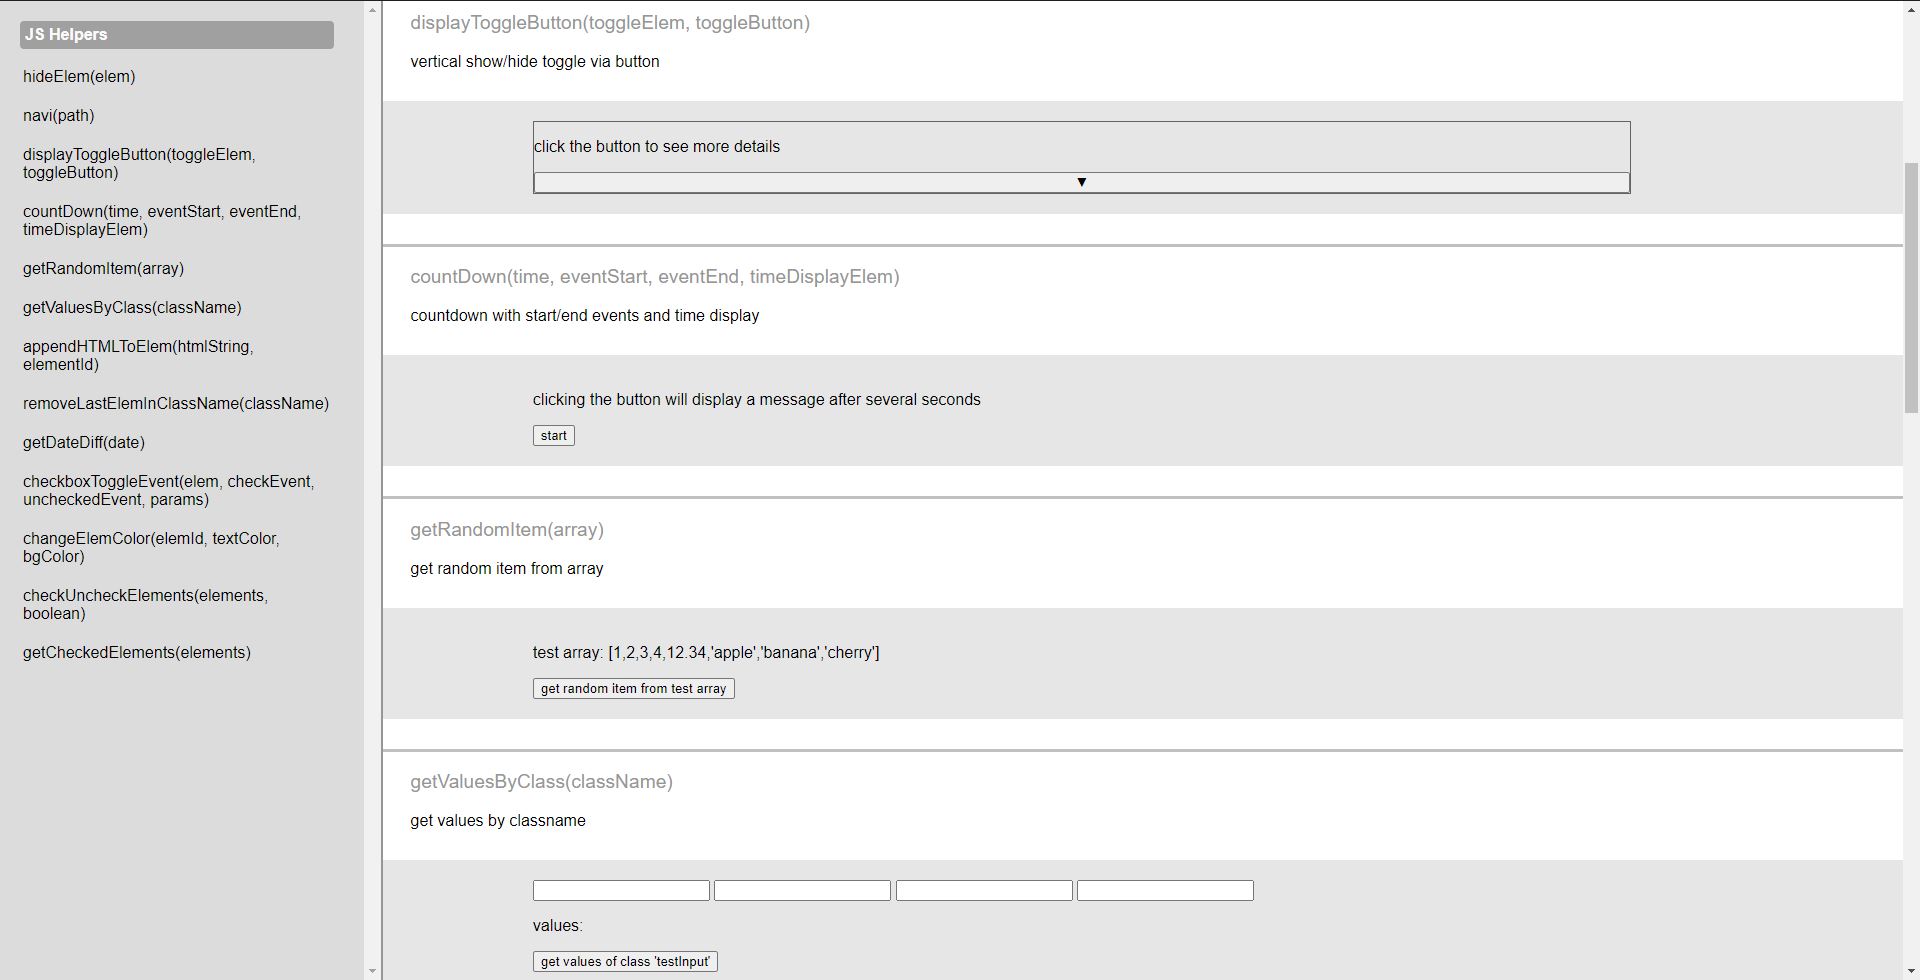 JS Helpers
hideElem(elem)
navi(path)
displayToggleButton(toggleElem,
toggleButton)
countDown(time, eventStart, eventEnd,
timeDisplayElem)
getRandomItem(array)
getValuesByClass(className)
appendHTMLToElem(htmlString,
elementId)
removeLastElemInClassName(className)
getDateDiff(date)
checkboxToggleEvent(elem, checkEvent,
uncheckedEvent, params)
changeElemColor(elemId, textColor,
bgColor)
checkUncheckElements(elements,
boolean)
getCheckedElements(elements)
displayToggleButton(toggleElem, toggleButton)
vertical show/hide toggle via button
click the button to see more details
▼
countDown(time, eventStart, eventEnd, timeDisplayElem)
countdown with start/end events and time display
clicking the button will display a message after several seconds
start
getRandomItem(array)
get random item from array
test array: [1,2,3,4,12.34,'apple','banana','cherry']
get random item from test array
getValuesByClass(className)
get values by classname
values:
get values of class 'testInput'